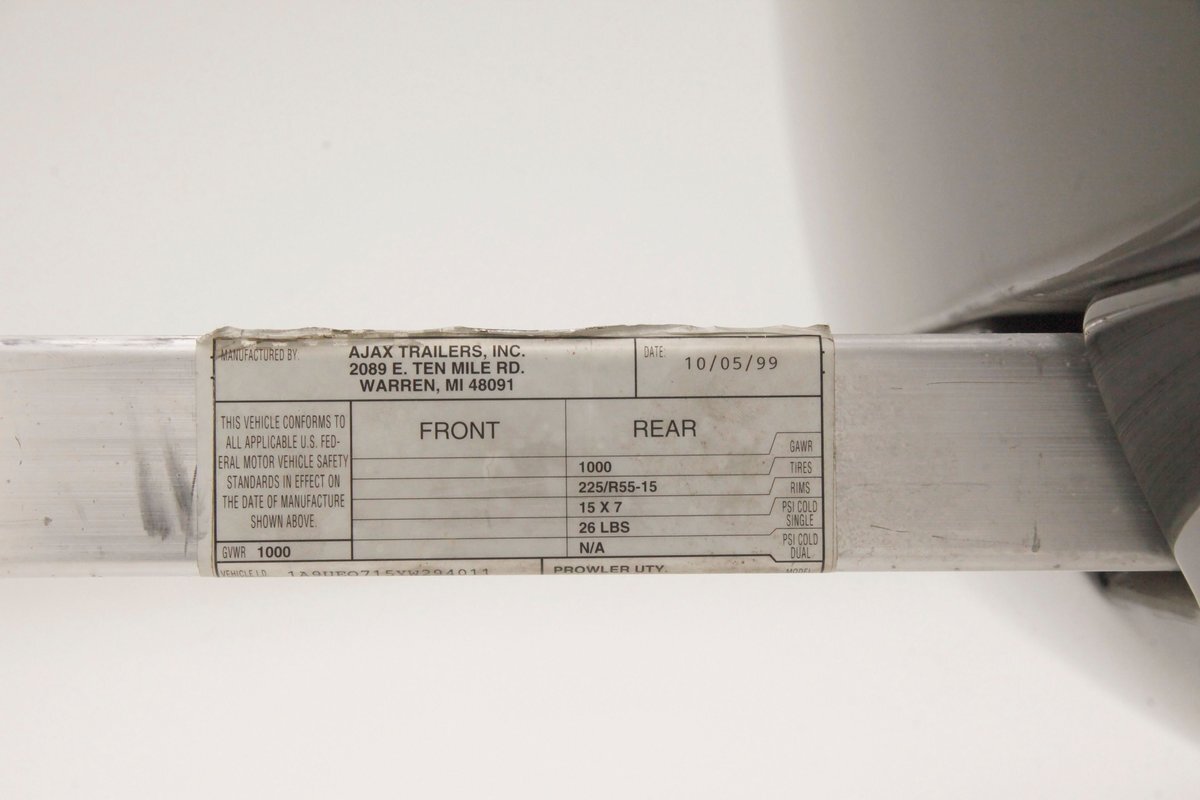 MANUFACTURED BY: AJAX TRAILERS, INC.
2089 E. TEN MILE RD.
WARREN, MI 48091
DATE: 10/05/99
THIS VEHICLE CONFORMS TO
ALL APPLICABLE U.S. FED-
ERAL MOTOR VEHICLE SAFETY
STANDARDS IN EFFECT ON
THE DATE OF MANUFACTURE
SHOWN ABOVE.
GVWR 1000
FRONT REAR
GAWR
1000 TIRES
225/R55-15 RIMS
15 X 7 PSI COLD
SINGLE
26 LBS
N/A PSI COLD
DUAL
VEHICLE I.D.
PROWLER UTY. MODEL